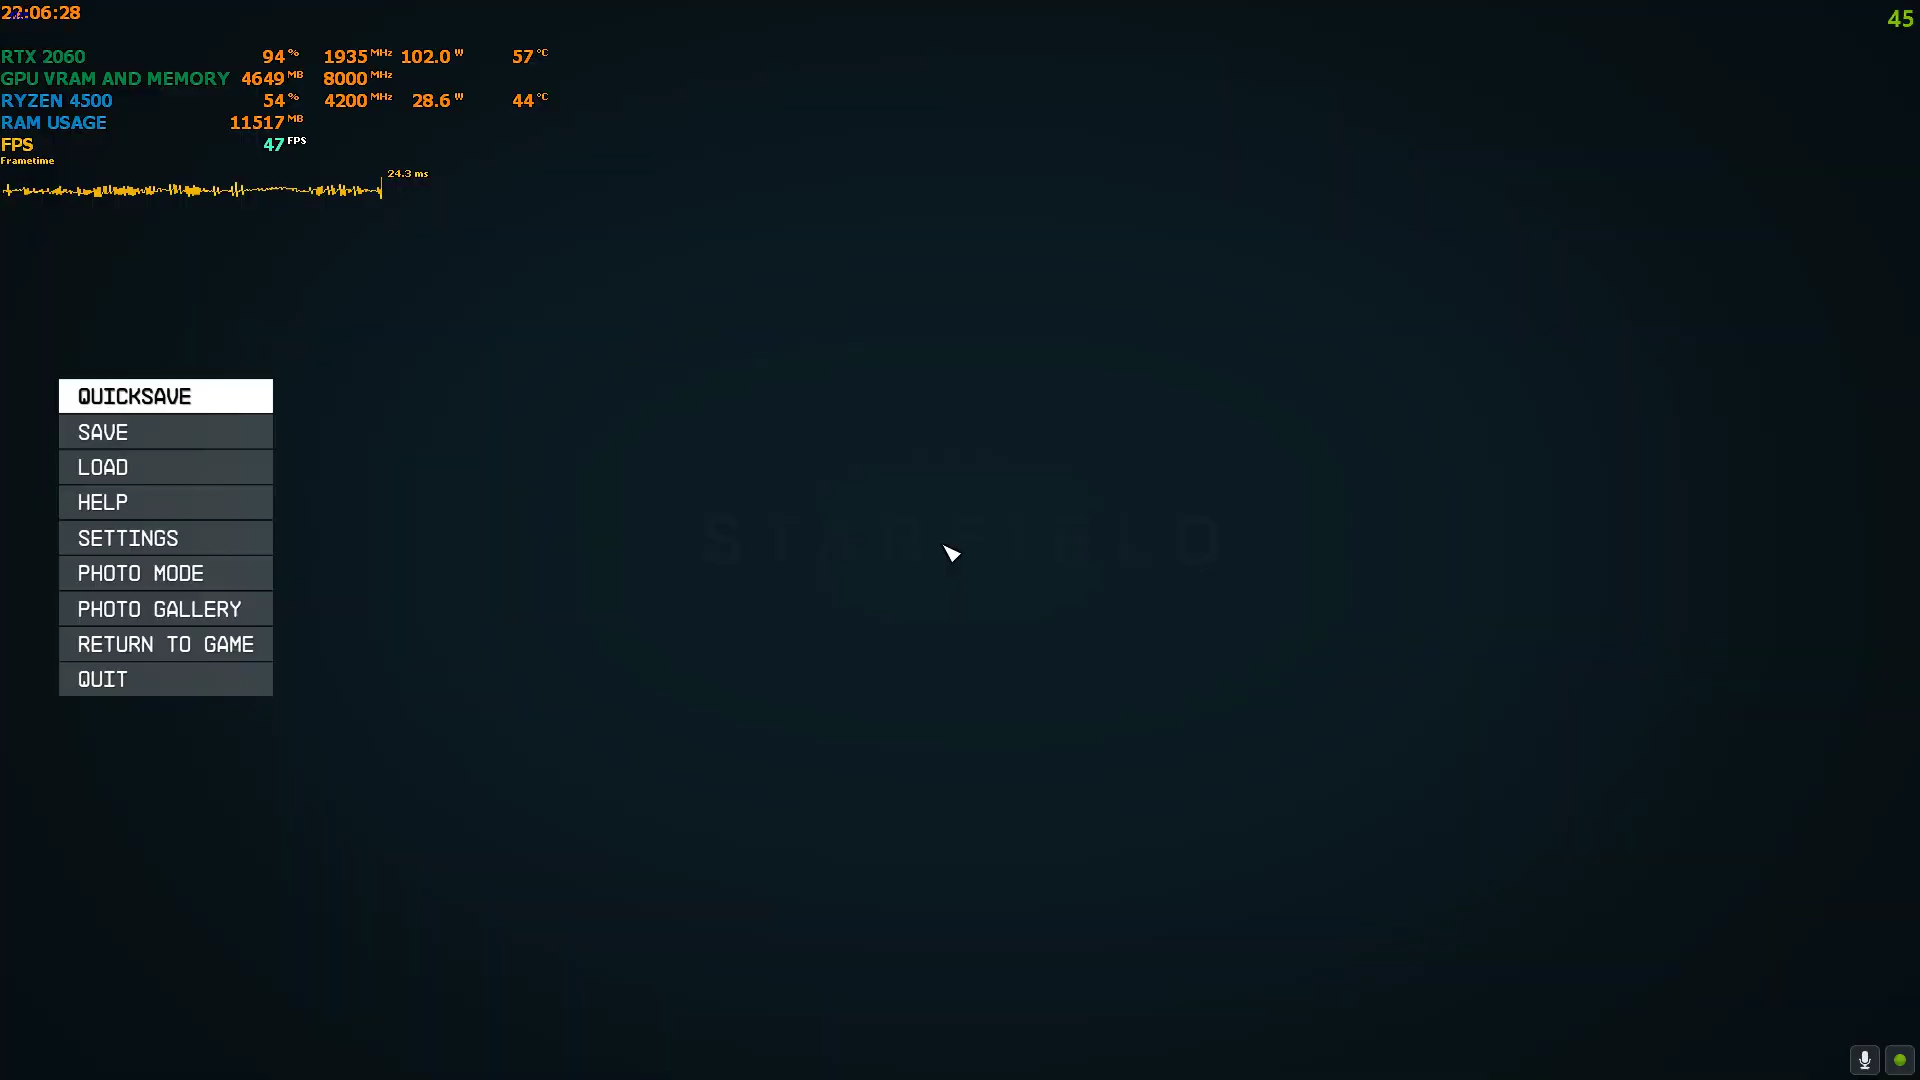 22:06:28
45
RTX 2060 94 % 1935 MHz 102.0 W 57 °C
GPU VRAM AND MEMORY 4649 MB 8000 MHz
RYZEN 4500 54 % 4200 MHz 28.6 W 44 °C
RAM USAGE 11517 MB
FPS 47 FPS
Frametime
24.3 ms
QUICKSAVE
SAVE
LOAD
HELP
SETTINGS
STARFIELD
PHOTO MODE
PHOTO GALLERY
RETURN TO GAME
QUIT